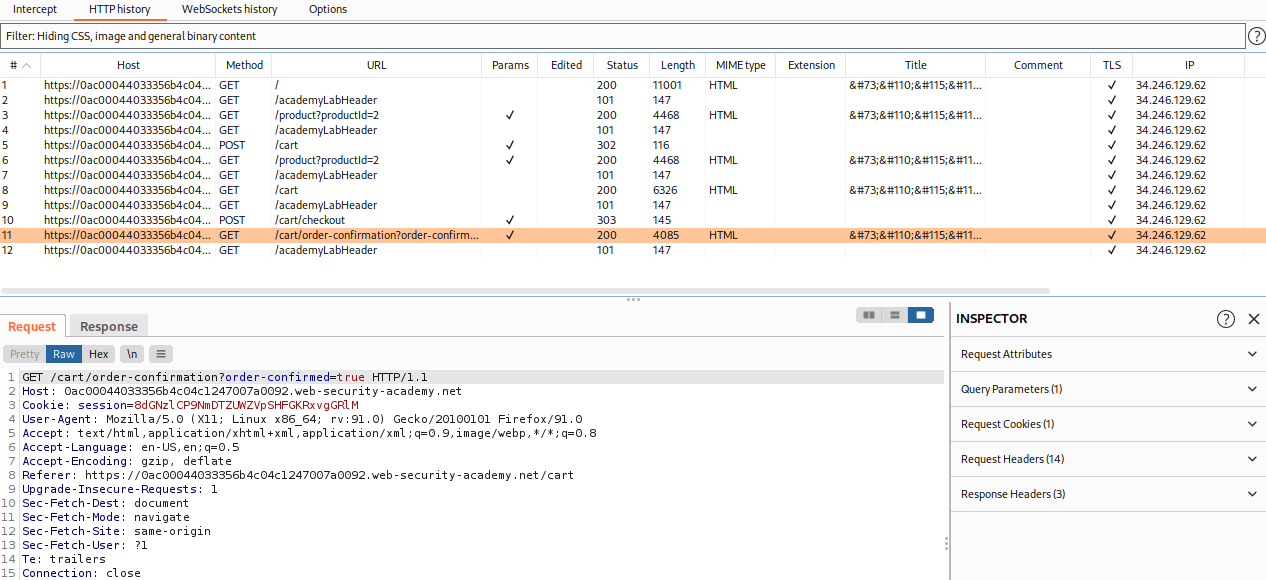 Intercept HTTP history WebSockets history Options
Filter: Hiding CSS, image and general binary content ?
# Host Method URL Params Edited Status Length MIME type Extension Title Comment TLS IP
1 https://0ac00044033356b4c04... GET / 200 11001 HTML &#73;&#110;&#115;&#11... ✓ 34.246.129.62
2 https://0ac00044033356b4c04... GET /academyLabHeader 101 147 ✓ 34.246.129.62
3 https://0ac00044033356b4c04... GET /product?productId=2 ✓ 200 4468 HTML &#73;&#110;&#115;&#11... ✓ 34.246.129.62
4 https://0ac00044033356b4c04... GET /academyLabHeader 101 147 ✓ 34.246.129.62
5 https://0ac00044033356b4c04... POST /cart ✓ 302 116 ✓ 34.246.129.62
6 https://0ac00044033356b4c04... GET /product?productId=2 ✓ 200 4468 HTML &#73;&#110;&#115;&#11... ✓ 34.246.129.62
7 https://0ac00044033356b4c04... GET /academyLabHeader 101 147 ✓ 34.246.129.62
8 https://0ac00044033356b4c04... GET /cart 200 6326 HTML &#73;&#110;&#115;&#11... ✓ 34.246.129.62
9 https://0ac00044033356b4c04... GET /academyLabHeader 101 147 ✓ 34.246.129.62
10 https://0ac00044033356b4c04... POST /cart/checkout ✓ 303 145 ✓ 34.246.129.62
11 https://0ac00044033356b4c04... GET /cart/order-confirmation?order-confirm... ✓ 200 4085 HTML &#73;&#110;&#115;&#11... ✓ 34.246.129.62
12 https://0ac00044033356b4c04... GET /academyLabHeader 101 147 ✓ 34.246.129.62
Request Response
Pretty Raw Hex \n
1 GET /cart/order-confirmation?order-confirmed=true HTTP/1.1
2 Host: 0ac00044033356b4c04c1247007a0092.web-security-academy.net
3 Cookie: session=8dGNzlCP9NmDTZUWZVpSHFGKRxvgGRlM
4 User-Agent: Mozilla/5.0 (X11; Linux x86_64; rv:91.0) Gecko/20100101 Firefox/91.0
5 Accept: text/html,application/xhtml+xml,application/xml;q=0.9,image/webp,*/*;q=0.8
6 Accept-Language: en-US,en;q=0.5
7 Accept-Encoding: gzip, deflate
8 Referer: https://0ac00044033356b4c04c1247007a0092.web-security-academy.net/cart
9 Upgrade-Insecure-Requests: 1
10 Sec-Fetch-Dest: document
11 Sec-Fetch-Mode: navigate
12 Sec-Fetch-Site: same-origin
13 Sec-Fetch-User: ?1
14 Te: trailers
15 Connection: close
INSPECTOR ?
Request Attributes
Query Parameters (1)
Request Cookies (1)
Request Headers (14)
Response Headers (3)